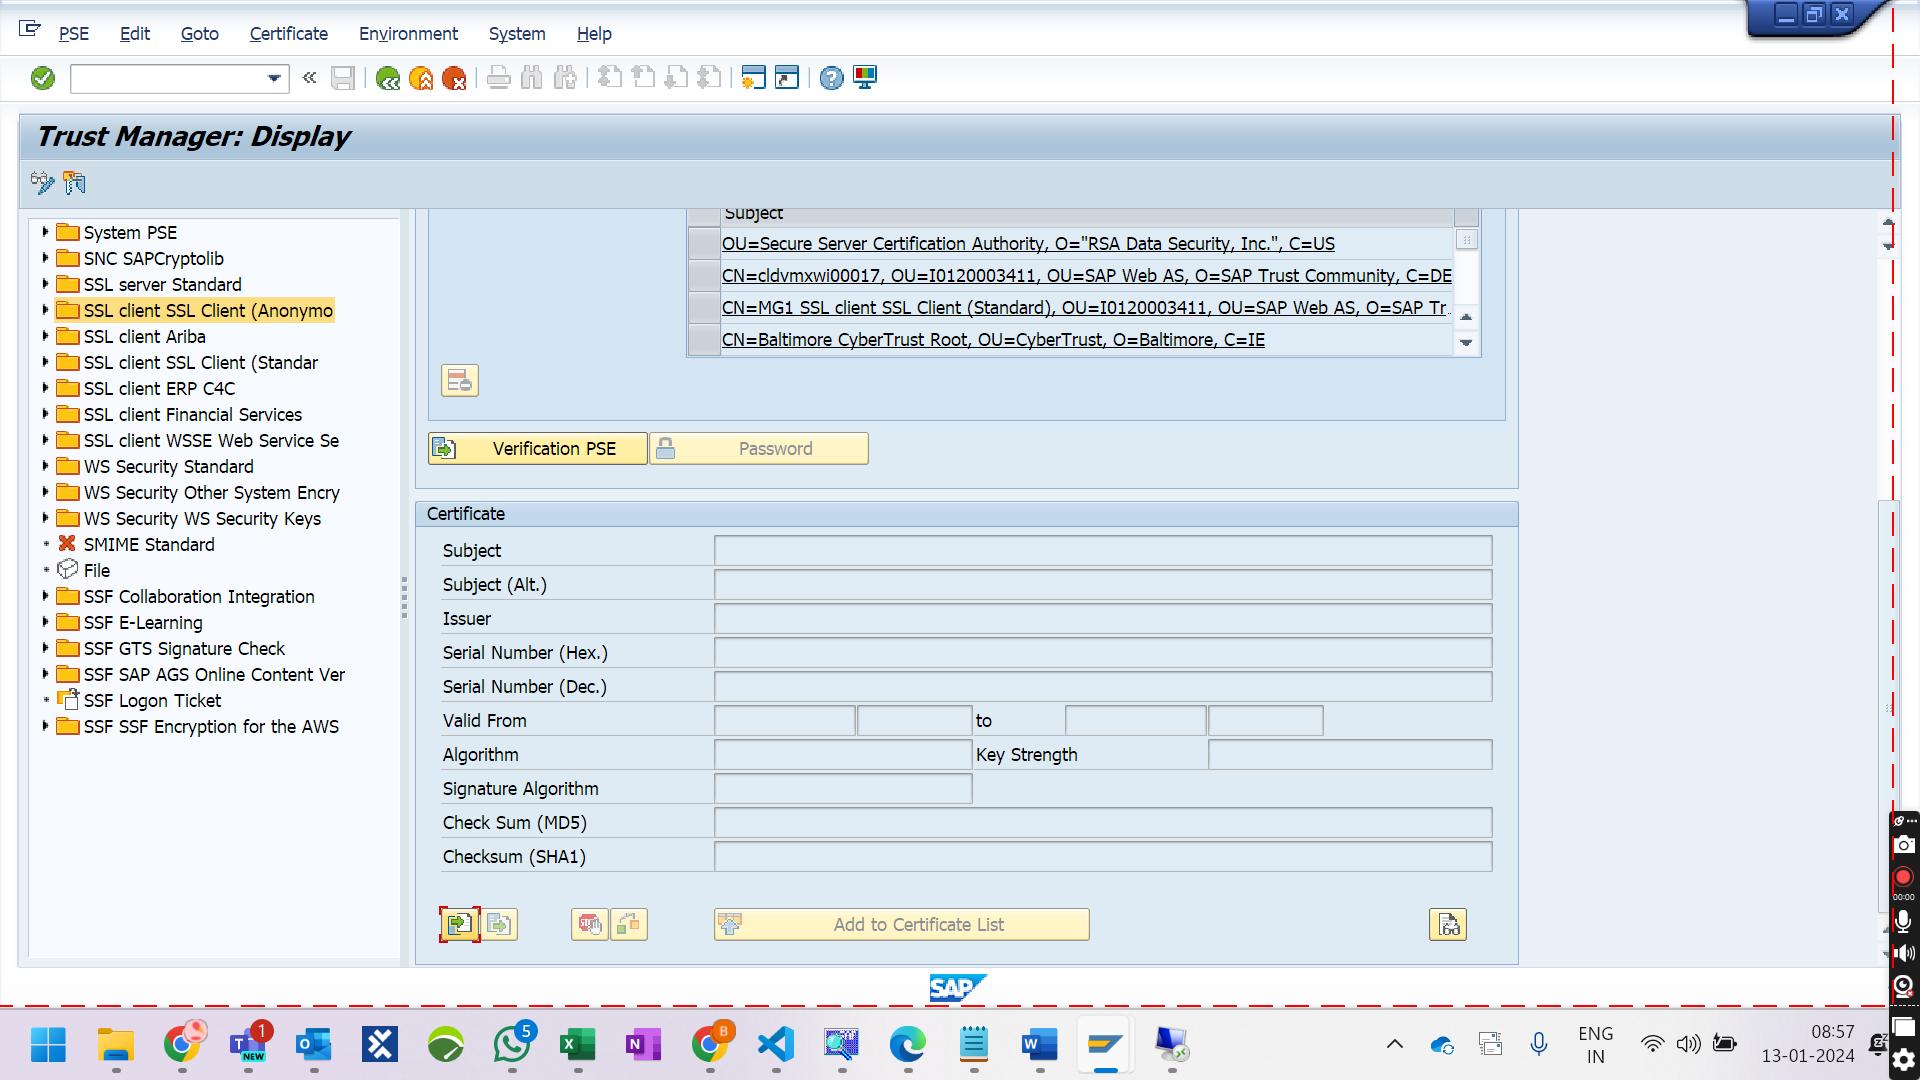 PSE Edit Goto Certificate Environment System Help
Trust Manager: Display
System PSE
SNC SAPCryptolib
SSL server Standard
SSL client SSL Client (Anonymo
SSL client Ariba
SSL client SSL Client (Standar
SSL client ERP C4C
SSL client Financial Services
SSL client WSSE Web Service Se
WS Security Standard
WS Security Other System Encry
WS Security WS Security Keys
SMIME Standard
File
SSF Collaboration Integration
SSF E-Learning
SSF GTS Signature Check
SSF SAP AGS Online Content Ver
SSF Logon Ticket
SSF SSF Encryption for the AWS
Subject
OU=Secure Server Certification Authority, O="RSA Data Security, Inc.", C=US
CN=cldvmxwi00017, OU=I0120003411, OU=SAP Web AS, O=SAP Trust Community, C=DE
CN=MG1 SSL client SSL Client (Standard), OU=I0120003411, OU=SAP Web AS, O=SAP Tr.
CN=Baltimore CyberTrust Root, OU=CyberTrust, O=Baltimore, C=IE
Verification PSE Password
Certificate
Subject
Subject (Alt.)
Issuer
Serial Number (Hex.)
Serial Number (Dec.)
Valid From to
Algorithm Key Strength
Signature Algorithm
Check Sum (MD5)
Checksum (SHA1)
Add to Certificate List
SAP
00:00
1
NEW
5
B
ENG
IN
08:57
13-01-2024